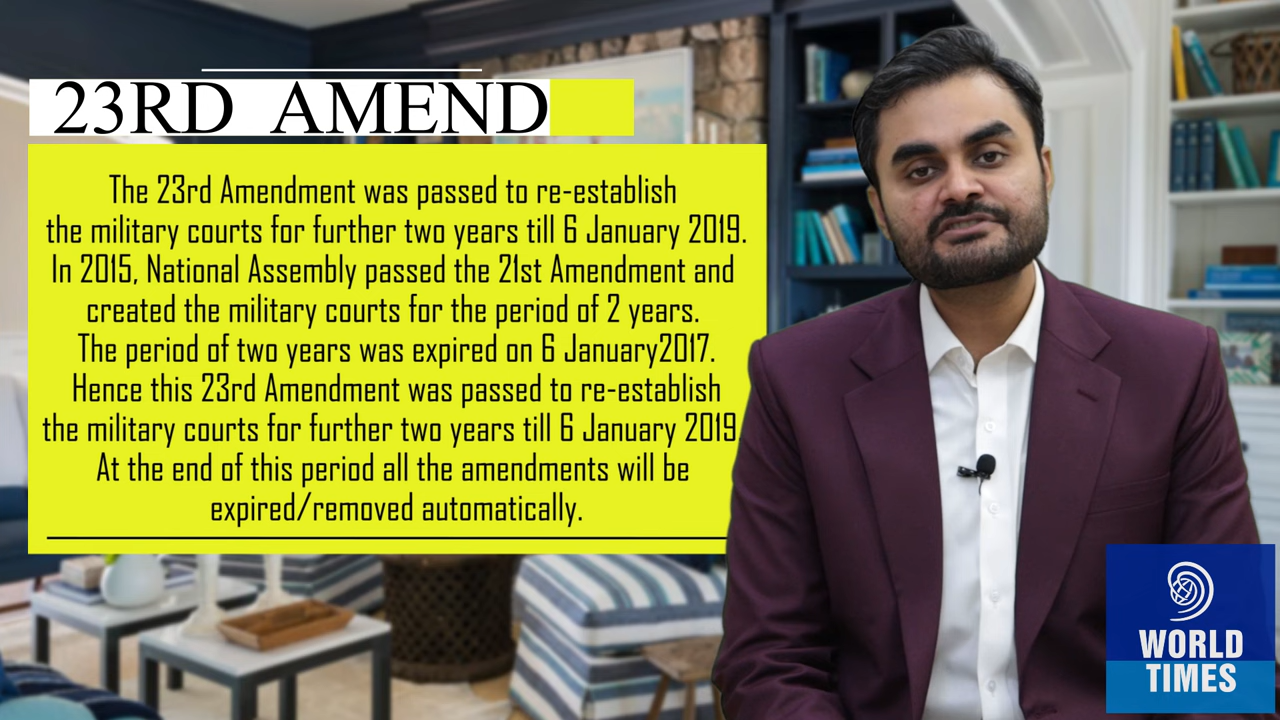 23RD AMEND
The 23rd Amendment was passed to re-establish
the military courts for further two years till 6 January 2019.
In 2015, National Assembly passed the 21st Amendment and
created the military courts for the period of 2 years.
The period of two years was expired on 6 January2017.
Hence this 23rd Amendment was passed to re-establish
the military courts for further two years till 6 January 2019.
At the end of this period all the amendments will be
expired/removed automatically.
WORLD
TIMES